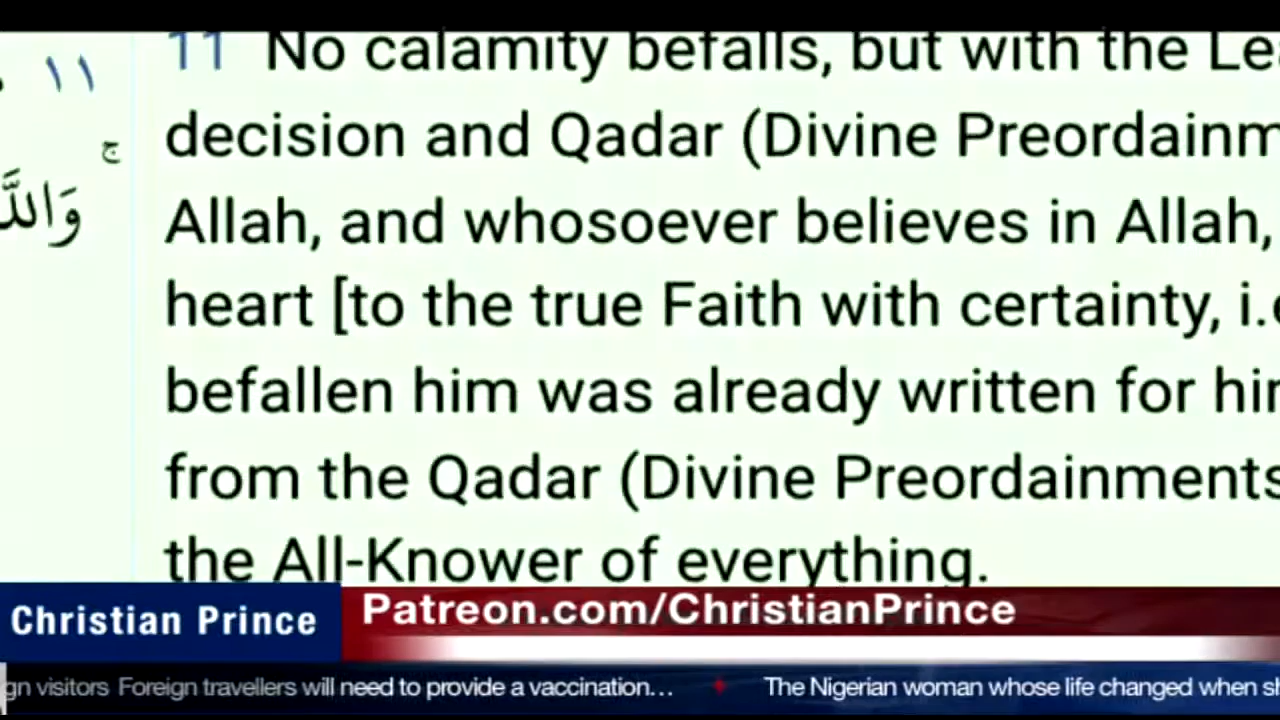 ١١
11 No calamity befalls, but with the Lea
decision and Qadar (Divine Preordainm
Allah, and whosoever believes in Allah,
وَاللَّ
heart [to the true Faith with certainty, i.e
befallen him was already written for hin
from the Qadar (Divine Preordainments
the All-Knower of everything.
Christian Prince
Patreon.com/ChristianPrince
gn visitors Foreign travellers will need to provide a vaccination...
The Nigerian woman whose life changed when sh